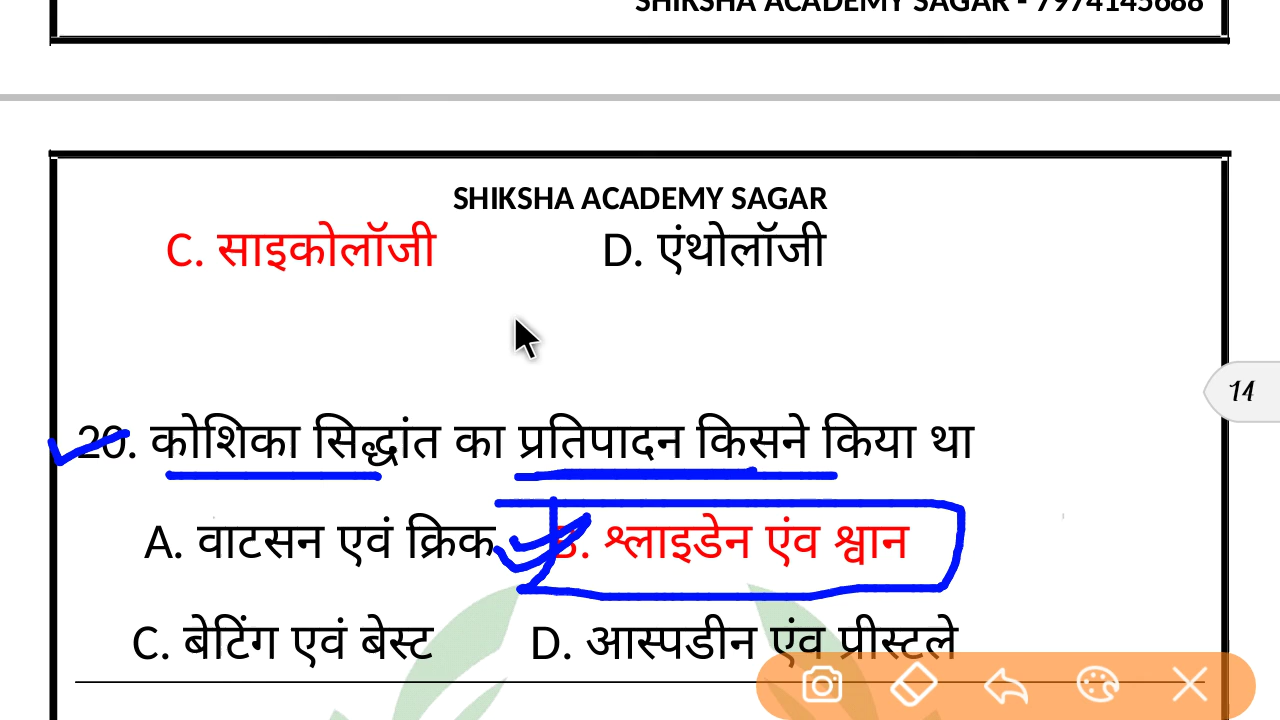 SHIKSHA ACADEMY SAGAR - 7974145688
SHIKSHA ACADEMY SAGAR
C. साइकोलॉजी D. एंथोलॉजी
14
20. कोशिका सिद्धांत का प्रतिपादन किसने किया था
A. वाटसन एवं क्रिक B. श्लाइडेन एंव श्वान
C. बेटिंग एवं बेस्ट D. आस्पडीन एंव प्रीस्टले